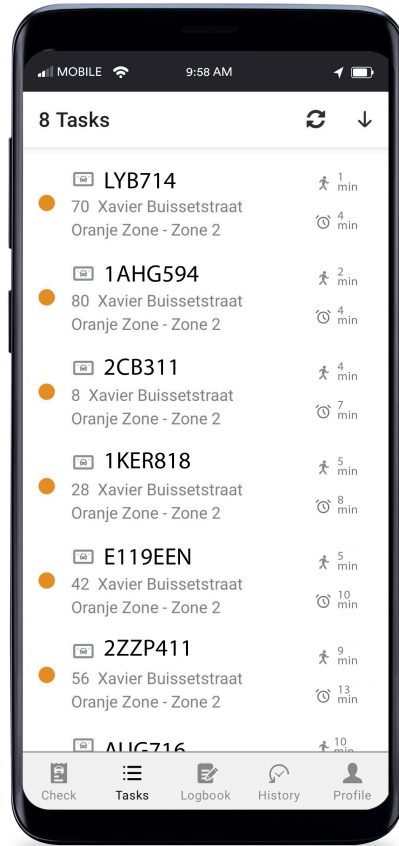 MOBILE 9:58 AM
8 Tasks
LYB714
1 min
70 Xavier Buissetstraat
Oranje Zone - Zone 2
4 min
1AHG594
2 min
80 Xavier Buissetstraat
Oranje Zone - Zone 2
4 min
2CB311
4 min
8 Xavier Buissetstraat
Oranje Zone - Zone 2
7 min
1KER818
5 min
28 Xavier Buissetstraat
Oranje Zone - Zone 2
8 min
E119EEN
5 min
42 Xavier Buissetstraat
Oranje Zone - Zone 2
10 min
2ZZP411
9 min
56 Xavier Buissetstraat
Oranje Zone - Zone 2
13 min
AUG716
10 min
Check Tasks Logbook History Profile